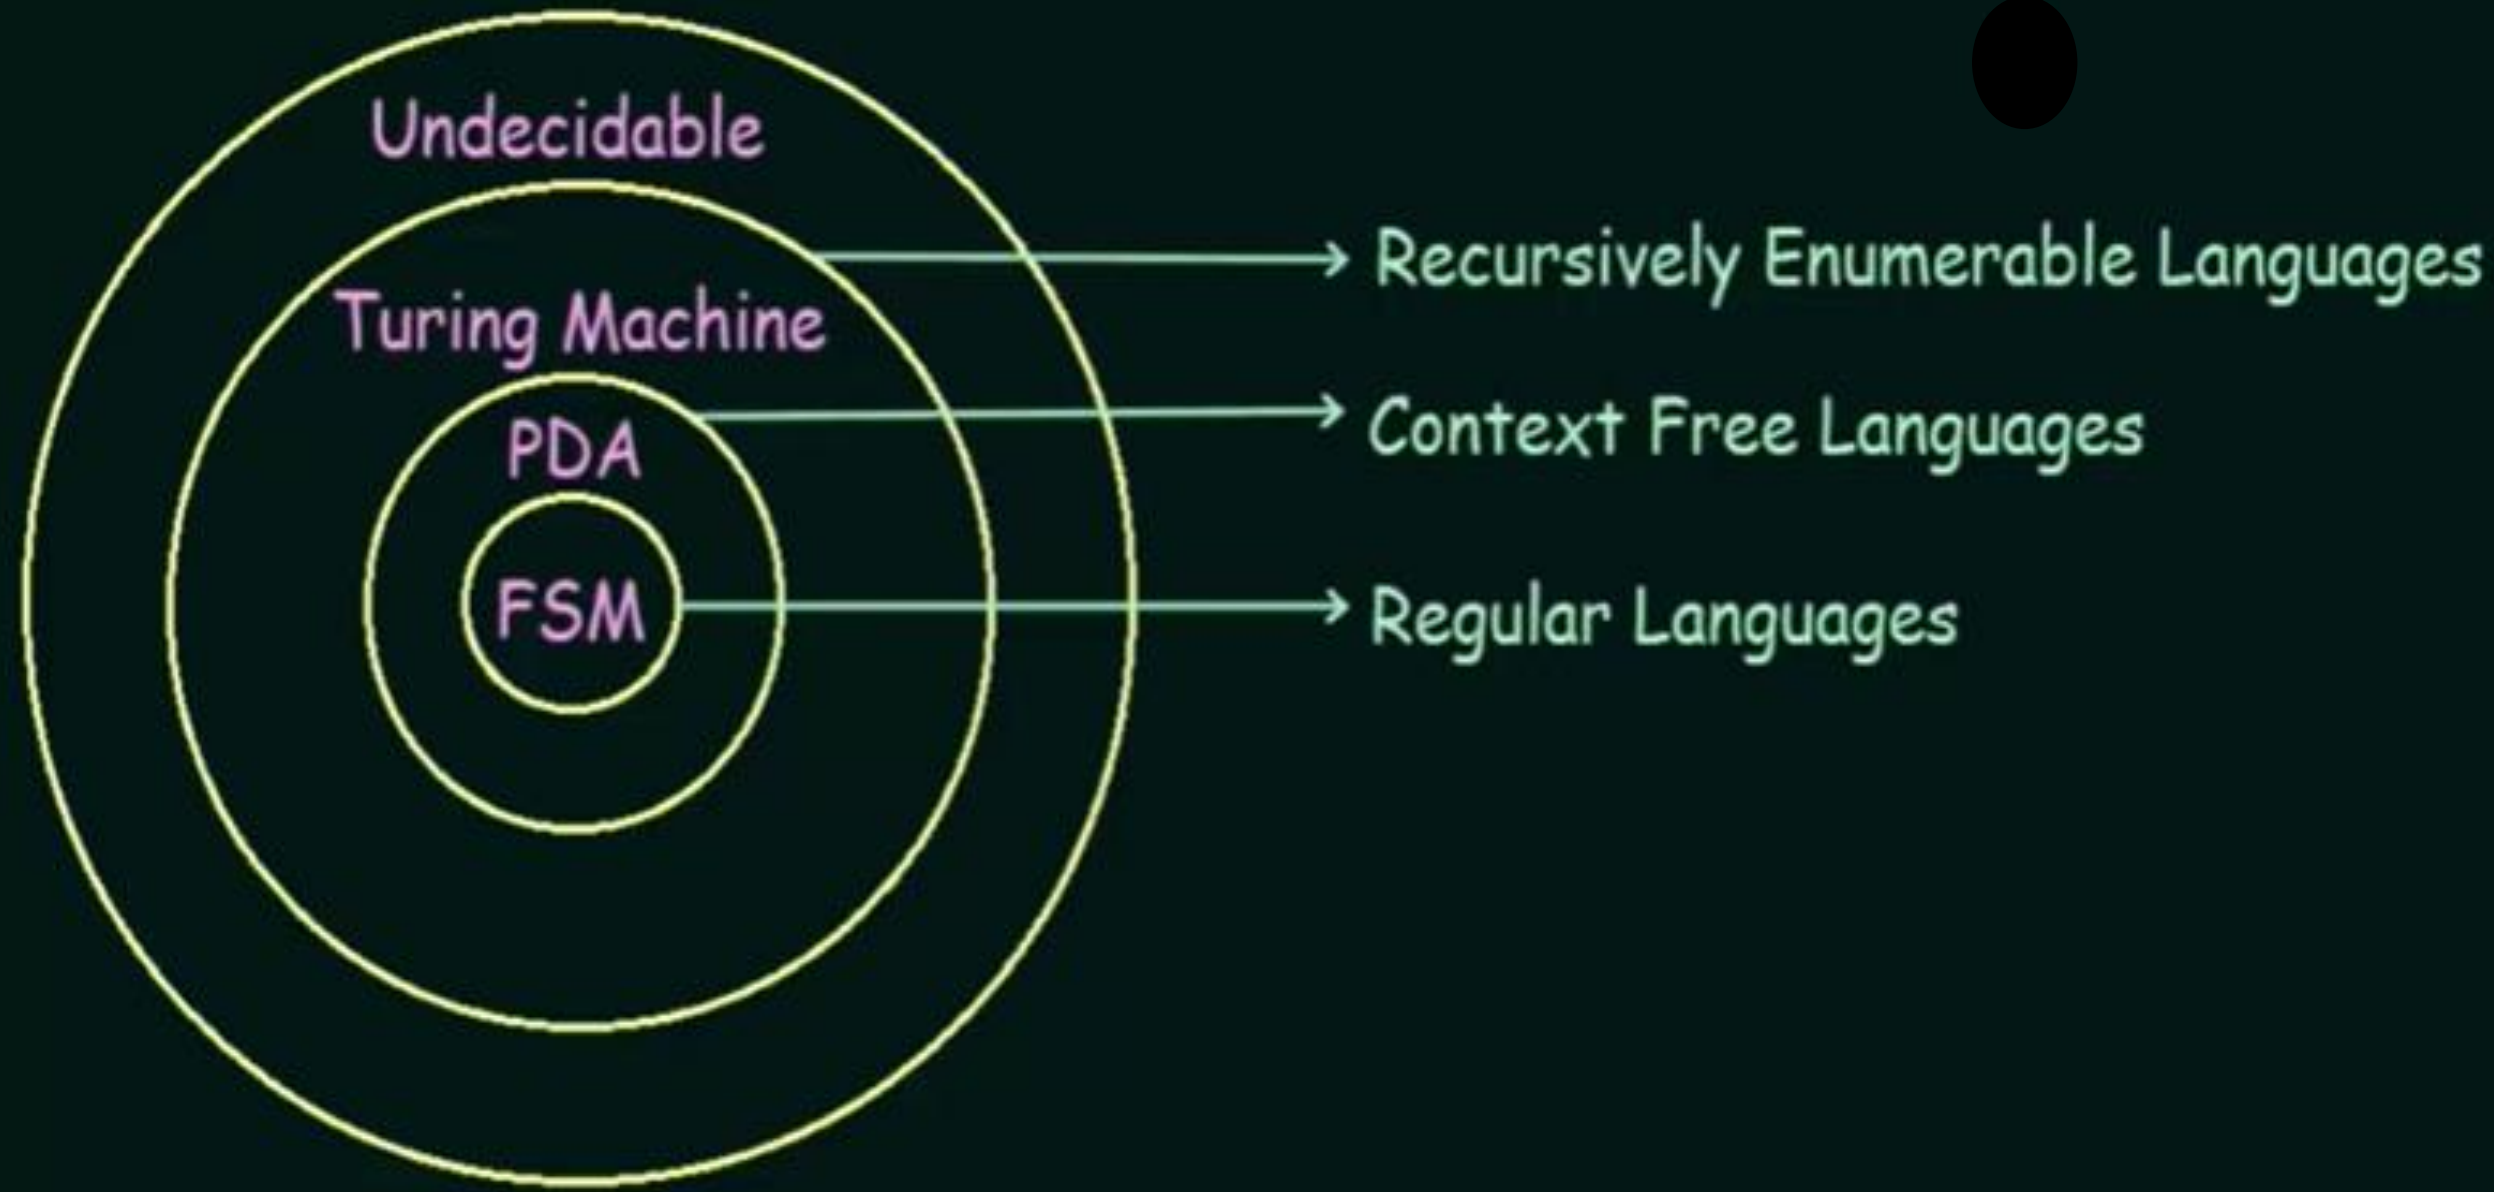 Undecidable
Recursively Enumerable Languages
Turing Machine
Context Free Languages
PDA
FSM
Regular Languages